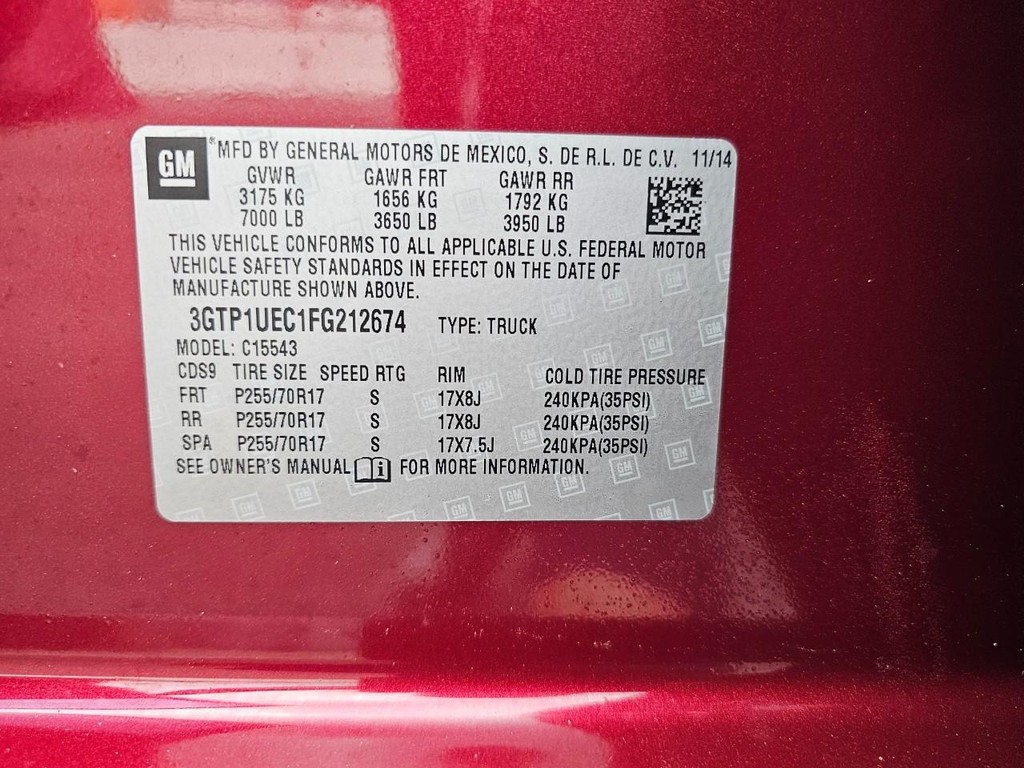 GM *MFD BY GENERAL MOTORS DE MEXICO, S. DE R.L. DE C.V. 11/14
GVWR GAWR FRT GAWR RR
3175 KG 1656 KG 1792 KG
7000 LB 3650 LB 3950 LB
THIS VEHICLE CONFORMS TO ALL APPLICABLE U.S. FEDERAL MOTOR
VEHICLE SAFETY STANDARDS IN EFFECT ON THE DATE OF
MANUFACTURE SHOWN ABOVE.
3GTP1UEC1FG212674 TYPE: TRUCK
MODEL: C15543
CDS9 TIRE SIZE SPEED RTG RIM COLD TIRE PRESSURE
FRT P255/70R17 S 17X8J 240KPA(35PSI)
RR P255/70R17 S 17X8J 240KPA(35PSI)
SPA P255/70R17 S 17X7.5J 240KPA(35PSI)
SEE OWNER'S MANUAL i FOR MORE INFORMATION.